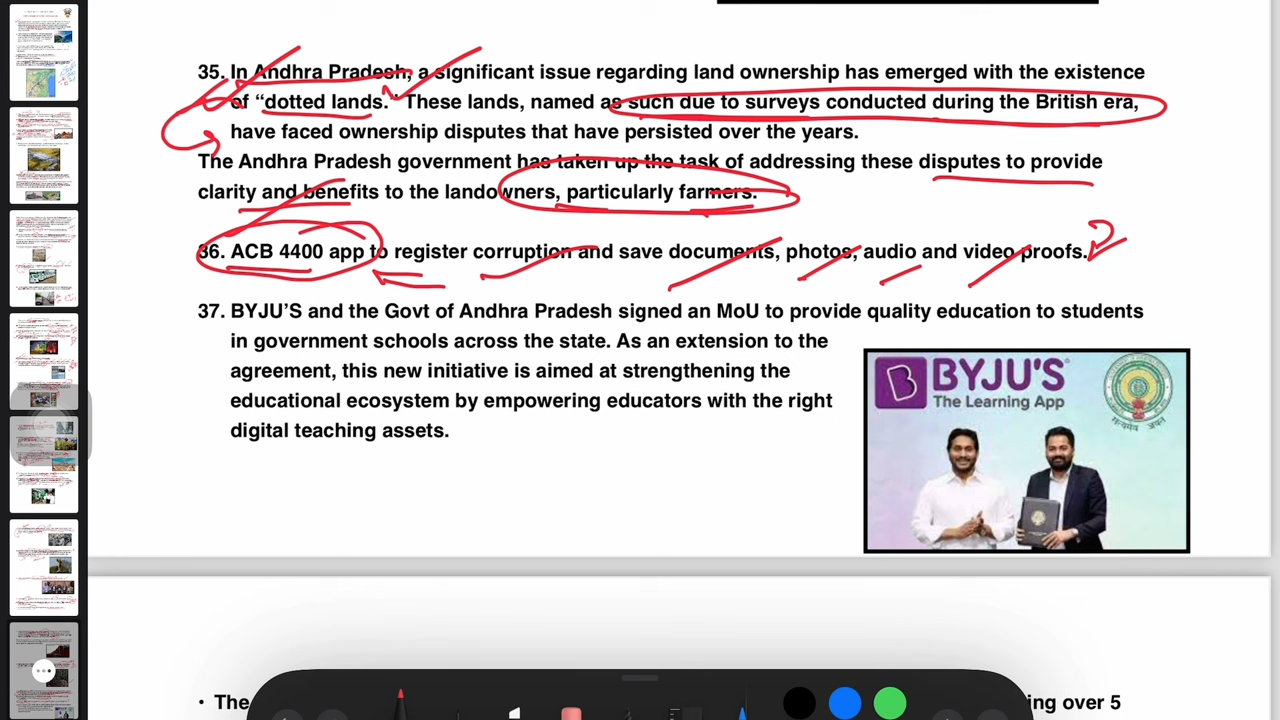 35. In Andhra Pradesh, a significant issue regarding land ownership has emerged with the existence
of “dotted lands.” These lands, named as such due to surveys conducted during the British era,
have faced ownership disputes that have persisted over the years.
The Andhra Pradesh government has taken up the task of addressing these disputes to provide
clarity and benefits to the landowners, particularly farmers.
36. ACB 4400 app to register corruption and save documents, photos, audio and video proofs.
37. BYJU’S and the Govt of Andhra Pradesh signed an MOU to provide quality education to students
in government schools across the state. As an extension to the
agreement, this new initiative is aimed at strengthening the
educational ecosystem by empowering educators with the right
digital teaching assets.
BYJU'S
The Learning App
सत्यमेव जयते
• The
ing over 5